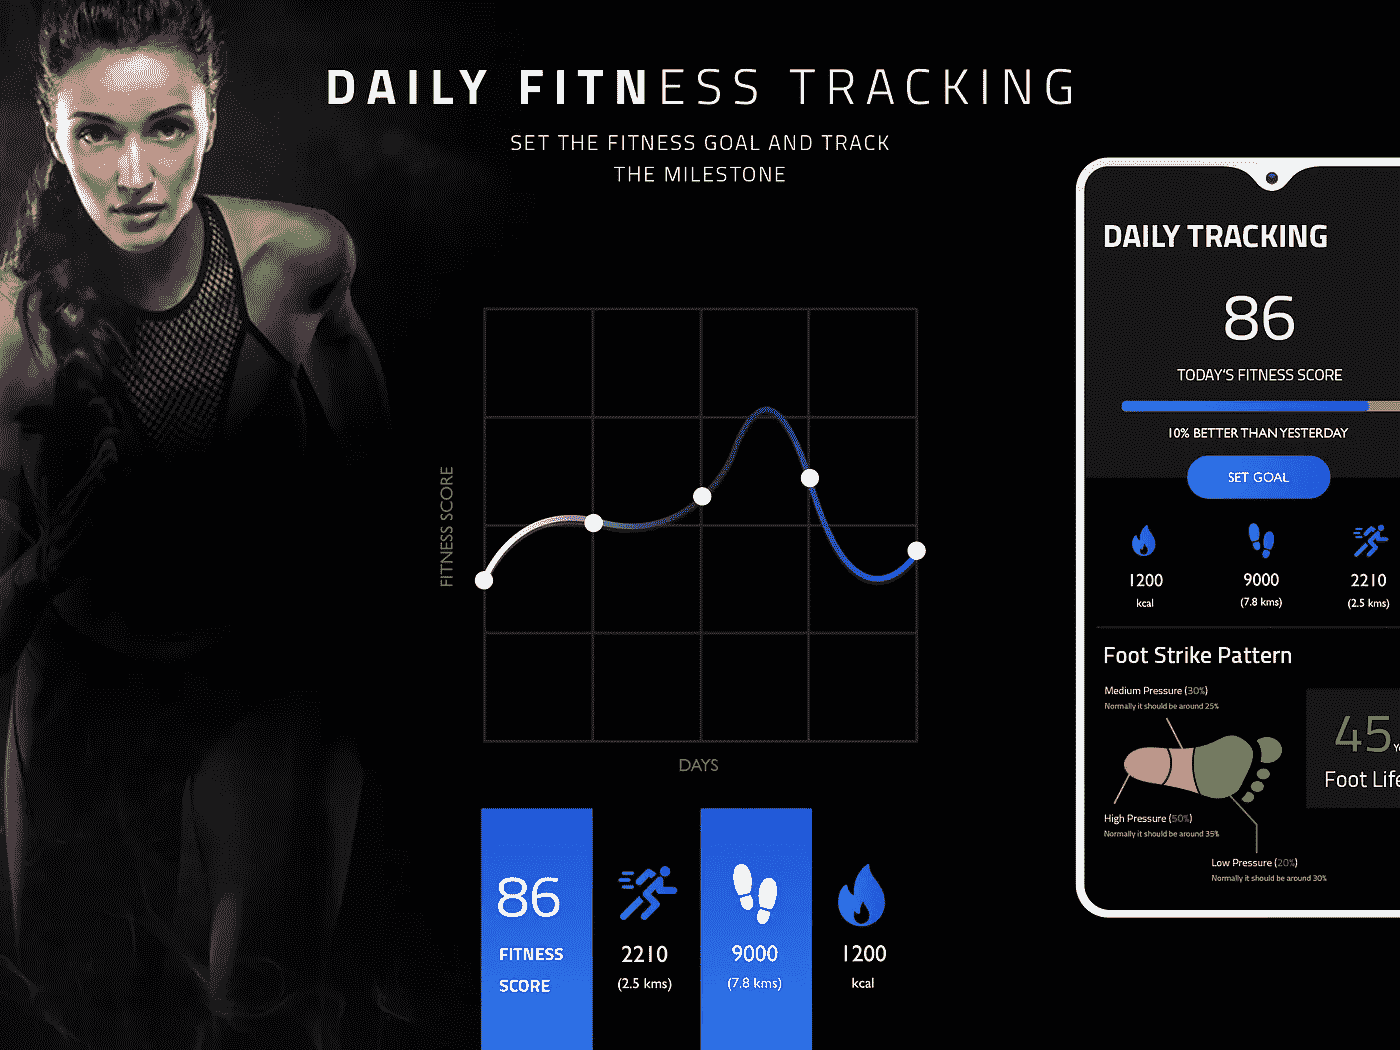 DAILY FITNESS TRACKING
SET THE FITNESS GOAL AND TRACK
THE MILESTONE
FITNESS SCORE
DAYS
86
FITNESS
SCORE
2210
(2.5 kms)
9000
(7.8 kms)
1200
kcal
DAILY TRACKING
86
TODAY'S FITNESS SCORE
10% BETTER THAN YESTERDAY
SET GOAL
1200
kcal
9000
(7.8 kms)
2210
(2.5 kms)
Foot Strike Pattern
Medium Pressure (30%)
Normally it should be around 25%
45
Foot Life
High Pressure (50%)
Normally it should be around 35%
Low Pressure (20%)
Normally it should be around 30%